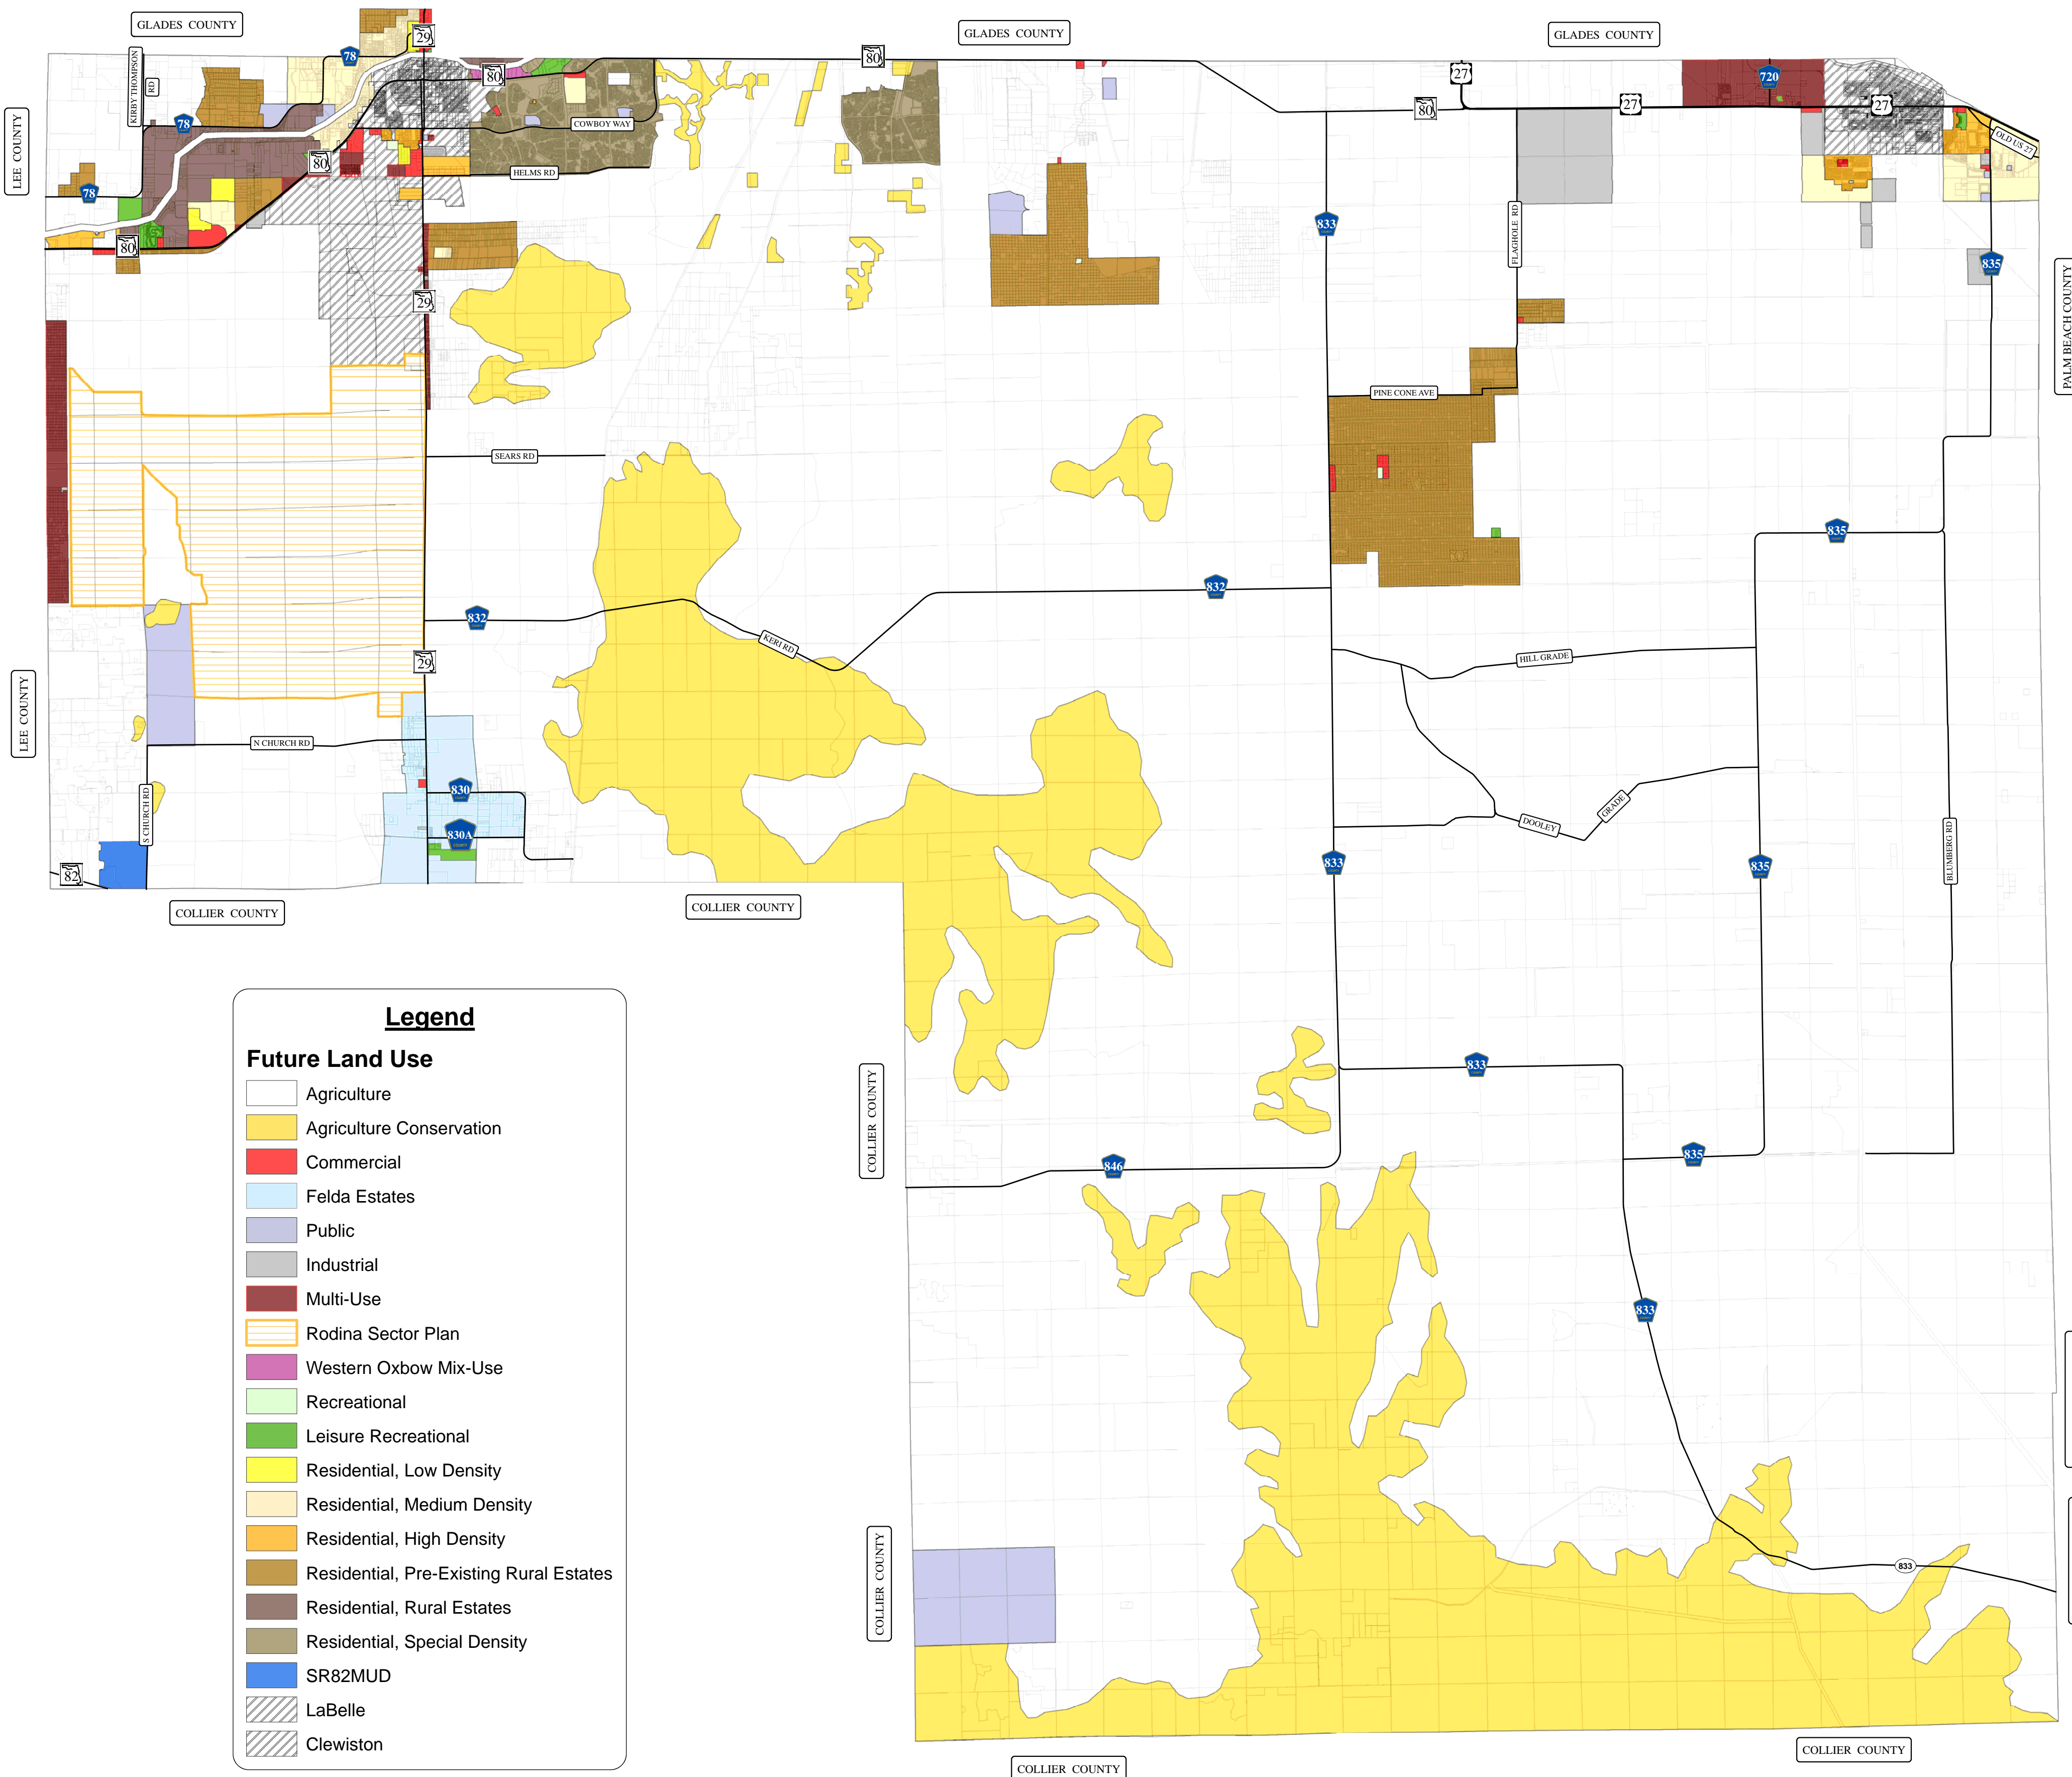 GLADES COUNTY
GLADES COUNTY
GLADES COUNTY
29
78
80
80
27
720
KIRBY THOMPSON
RD
80
27
27
78
COWBOY WAY
OLD US 27
LEE COUNTY
80
HELMS RD
78
833
FLAGHOLE RD
80
835
PALM BEACH COUNTY
29
PINE CONE AVE
SEARS RD
835
832
832
KERI RD
29
HILL GRADE
LEE COUNTY
N CHURCH RD
830
S CHURCH RD
830A
DOOLEY
GRADE
BLUMBERG RD
82
833
835
COLLIER COUNTY
COLLIER COUNTY
833
COLLIER COUNTY
846
835
833
833
COLLIER COUNTY
COLLIER COUNTY
COLLIER COUNTY
Legend
Future Land Use
Agriculture
Agriculture Conservation
Commercial
Felda Estates
Public
Industrial
Multi-Use
Rodina Sector Plan
Western Oxbow Mix-Use
Recreational
Leisure Recreational
Residential, Low Density
Residential, Medium Density
Residential, High Density
Residential, Pre-Existing Rural Estates
Residential, Rural Estates
Residential, Special Density
SR82MUD
LaBelle
Clewiston